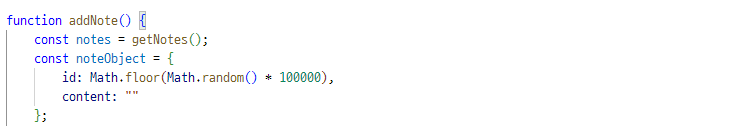 function addNote() {
    const notes = getNotes();
    const noteObject = {
        id: Math.floor(Math.random() * 100000),
        content: ""
    };